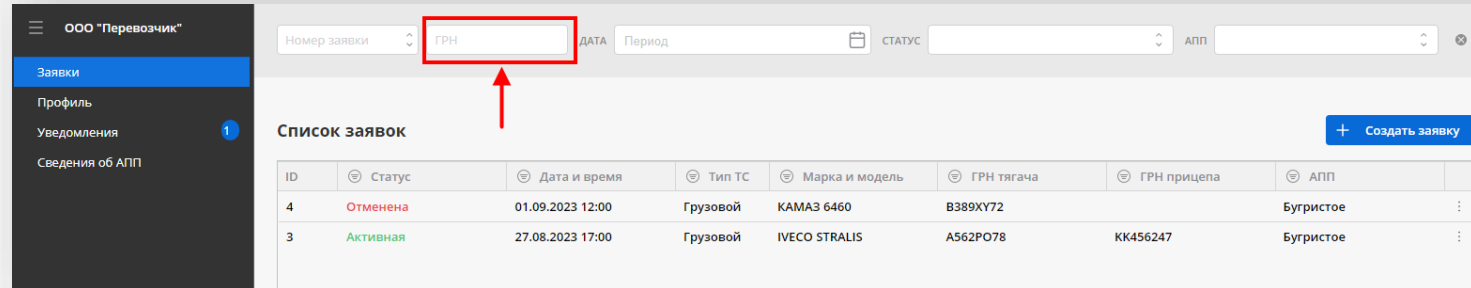 ООО "Перевозчик"
Номер заявки ГРН ДАТА Период СТАТУС АПП
Заявки
Профиль
Уведомления 1
Сведения об АПП
Список заявок
+ Создать заявку
ID Статус Дата и время Тип ТС Марка и модель ГРН тягача ГРН прицепа АПП
4 Отменена 01.09.2023 12:00 Грузовой КАМАЗ 6460 В389ХУ72 Бугристое
3 Активная 27.08.2023 17:00 Грузовой IVECO STRALIS А562РО78 КК456247 Бугристое